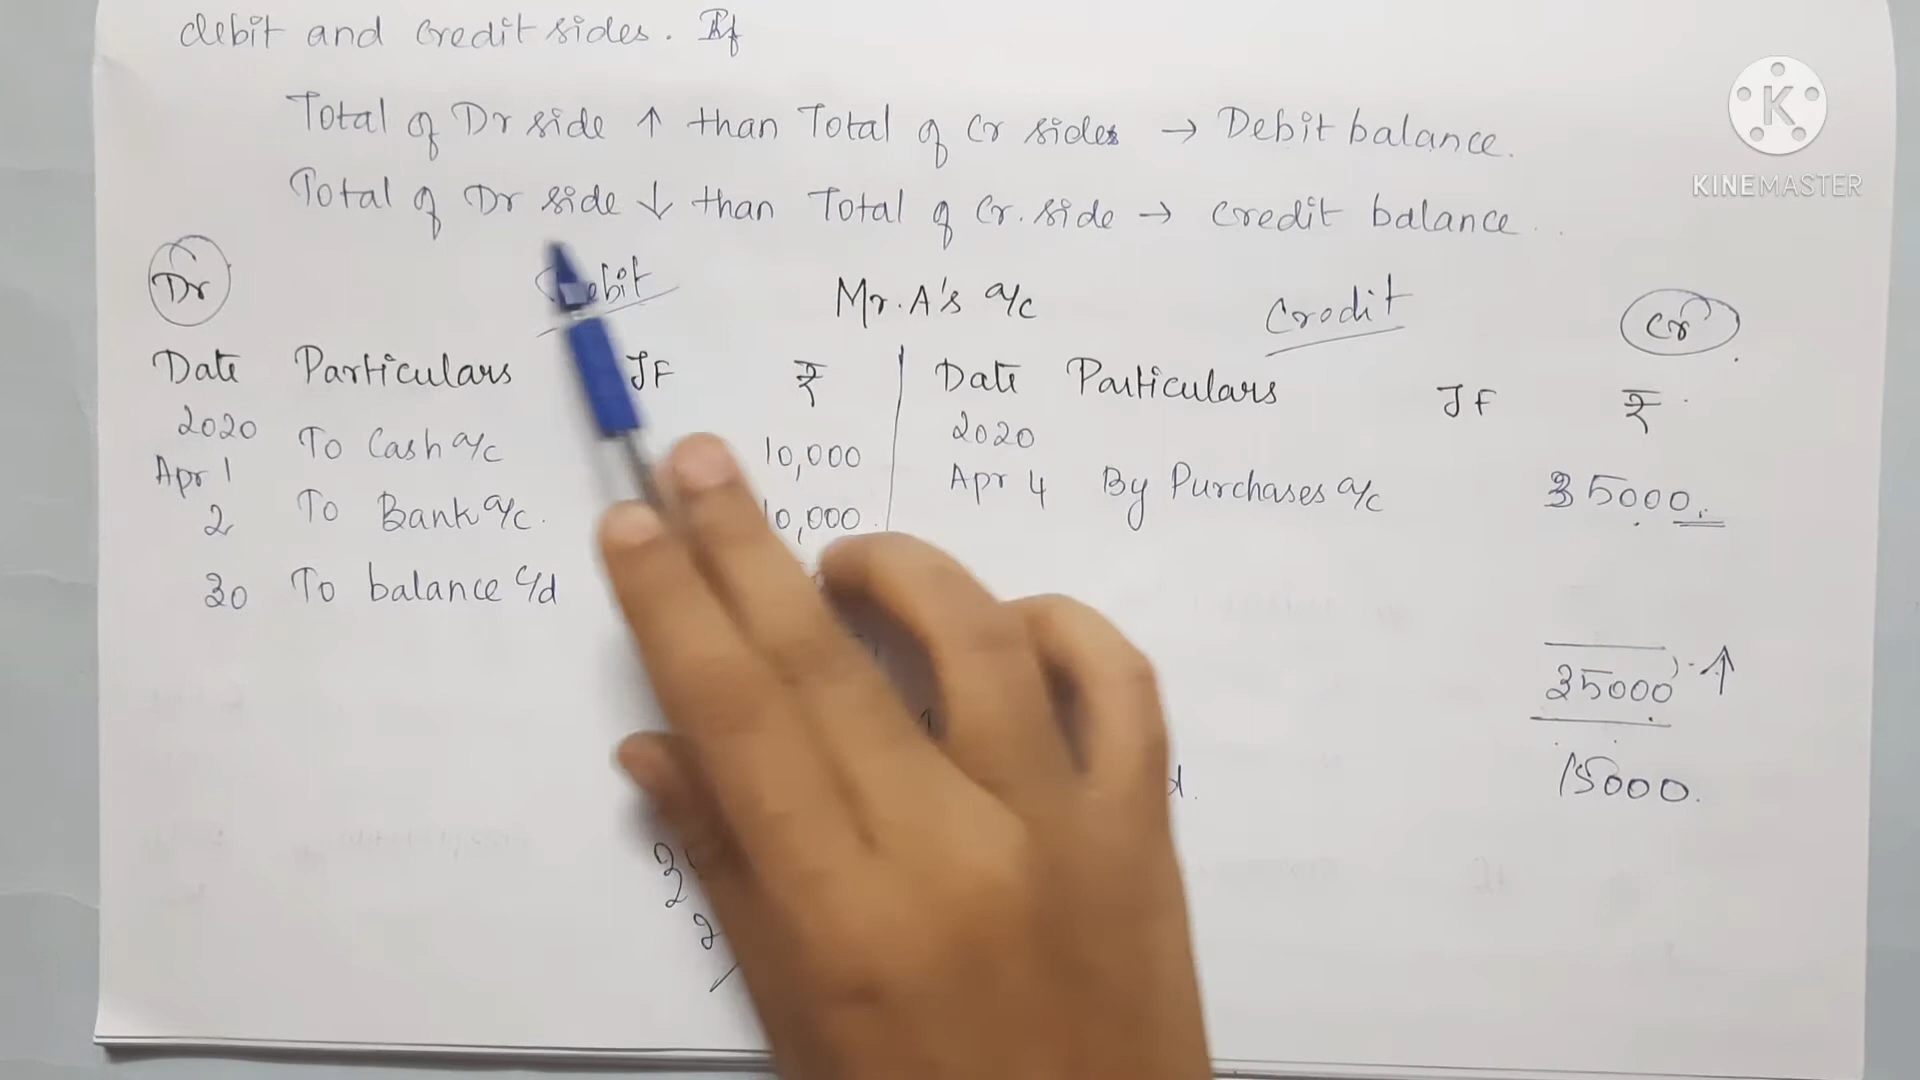 debit and credit sides. If
Total of Dr side ↑ than Total of Cr sides → Debit balance.
Total of Dr side ↓ than Total of Cr. side → credit balance..
KINEMASTER
Dr Debit Mr. A's a/c Credit Cr
Date Particulars JF ₹ Date Particulars JF ₹
2020 To Cash a/c 10,000 2020
Apr 1 Apr 4 By Purchases a/c 35000.
2 To Bank a/c. 10,000
30 To balance c/d
35000 ↑
15000.